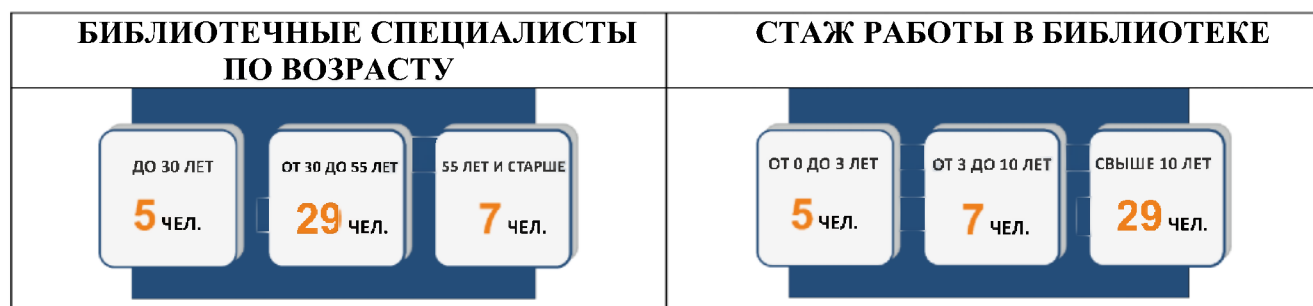 БИБЛИОТЕЧНЫЕ СПЕЦИАЛИСТЫ
ПО ВОЗРАСТУ
ДО 30 ЛЕТ
5 ЧЕЛ.
ОТ 30 ДО 55 ЛЕТ
29 ЧЕЛ.
55 ЛЕТ И СТАРШЕ
7 ЧЕЛ.
СТАЖ РАБОТЫ В БИБЛИОТЕКЕ
ОТ 0 ДО 3 ЛЕТ
5 ЧЕЛ.
ОТ 3 ДО 10 ЛЕТ
7 ЧЕЛ.
СВЫШЕ 10 ЛЕТ
29 ЧЕЛ.